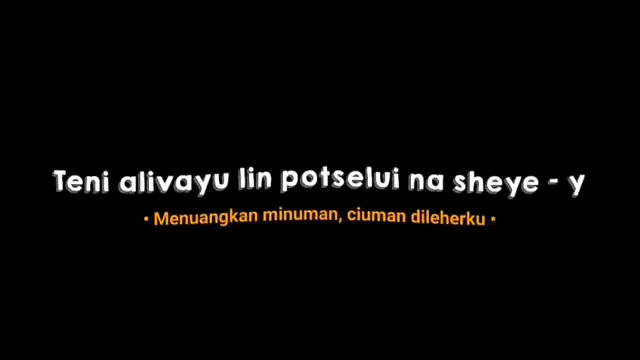 Teni alivayu lin potselui na sheye - y
• Menuangkan minuman, ciuman dileherku •